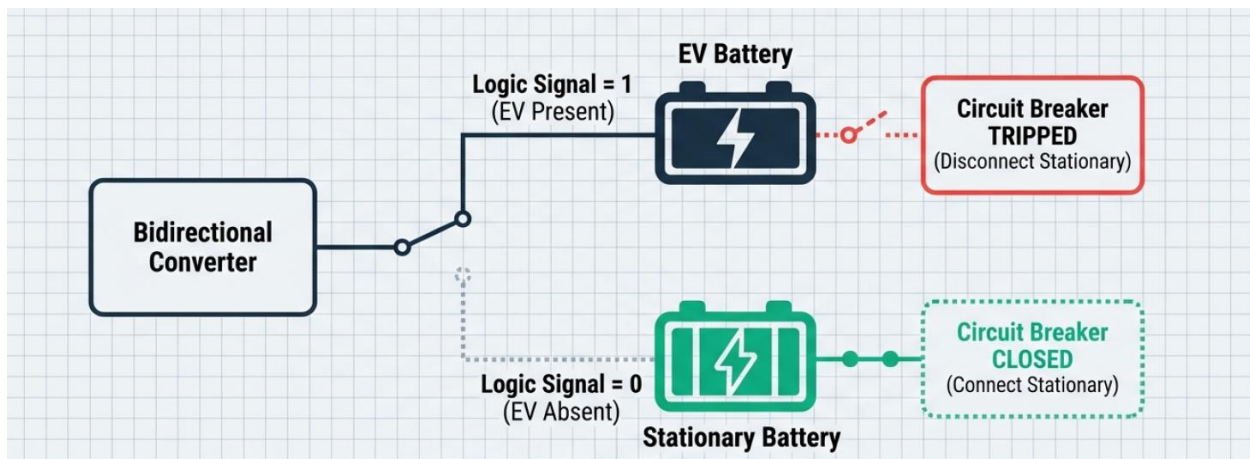 EV Battery
Logic Signal = 1
(EV Present)
Circuit Breaker
TRIPPED
(Disconnect Stationary)
Bidirectional
Converter
Circuit Breaker
CLOSED
(Connect Stationary)
Logic Signal = 0
(EV Absent)
Stationary Battery